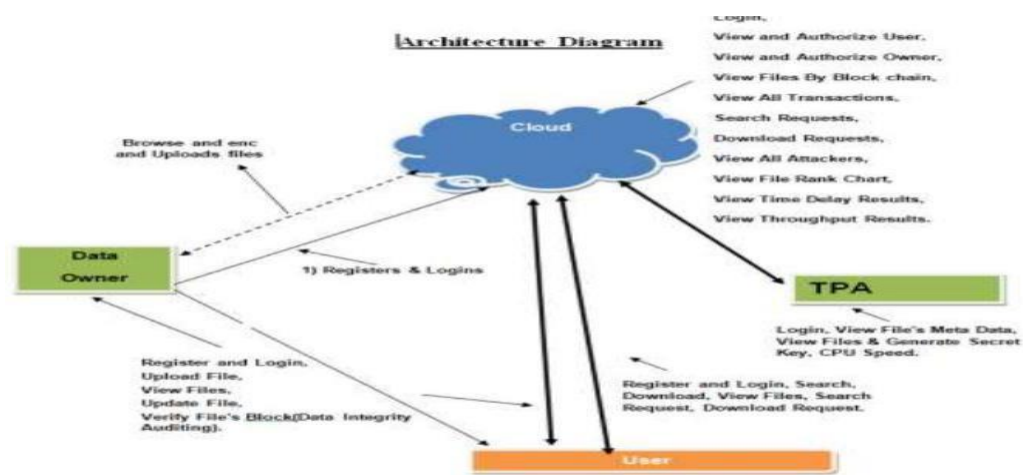 Architecture Diagram
Login,
View and Authorize User,
View and Authorize Owner,
View Files By Block chain,
View All Transactions,
Search Requests,
Download Requests,
View All Attackers,
View File Rank Chart,
View Time Delay Results,
View Throughput Results.
Cloud
Browse and enc
and Uploads files
Data
Owner
1) Registers & Logins
TPA
Login, View File's Meta Data,
View Files & Generate Secret
Key, CPU Speed.
Register and Login,
Upload File,
View Files,
Update File,
Verify File's Block(Data Integrity
Auditing).
Register and Login, Search,
Download, View Files, Search
Request, Download Request.
User